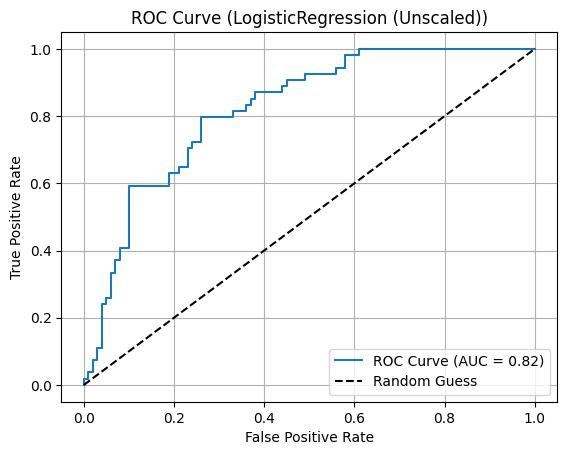 ROC Curve (LogisticRegression (Unscaled))
True Positive Rate
1.0
0.8
0.6
0.4
0.2
0.0
ROC Curve (AUC = 0.82)
Random Guess
0.0 0.2 0.4 0.6 0.8 1.0
False Positive Rate